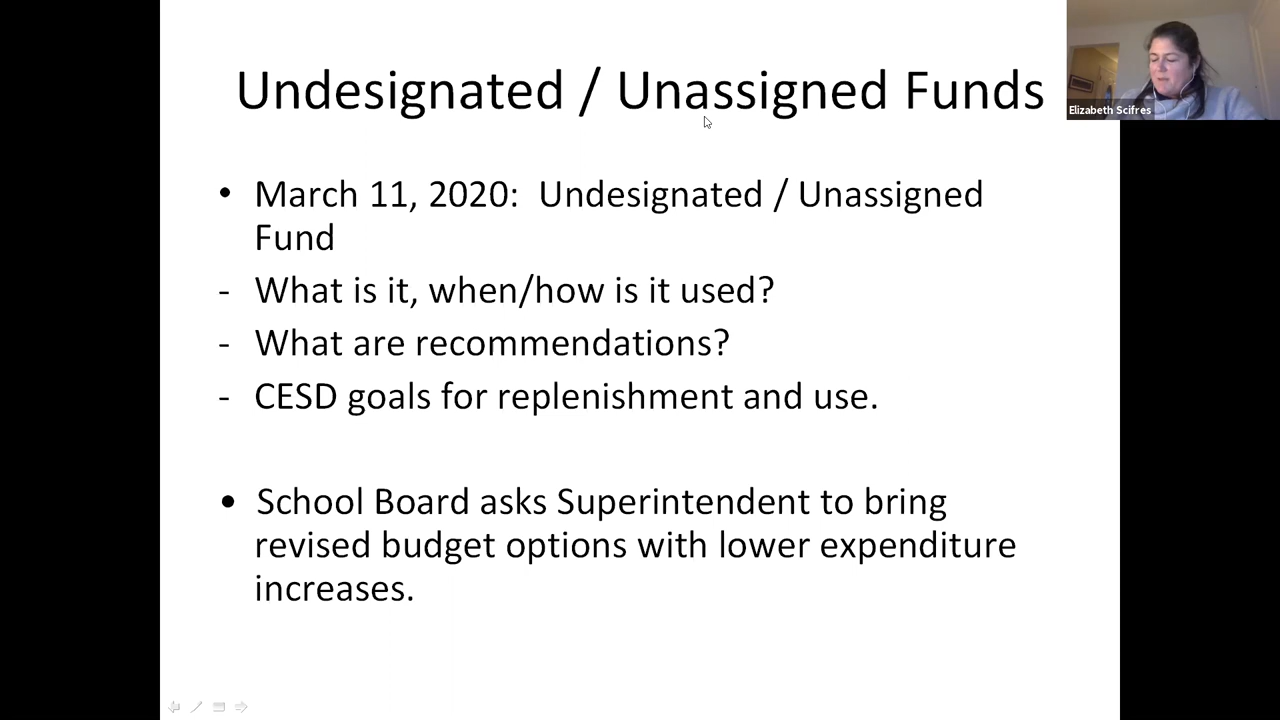 Undesignated / Unassigned Funds
Elizabeth Scifres
• March 11, 2020:  Undesignated / Unassigned
Fund
- What is it, when/how is it used?
- What are recommendations?
- CESD goals for replenishment and use.
• School Board asks Superintendent to bring
revised budget options with lower expenditure
increases.